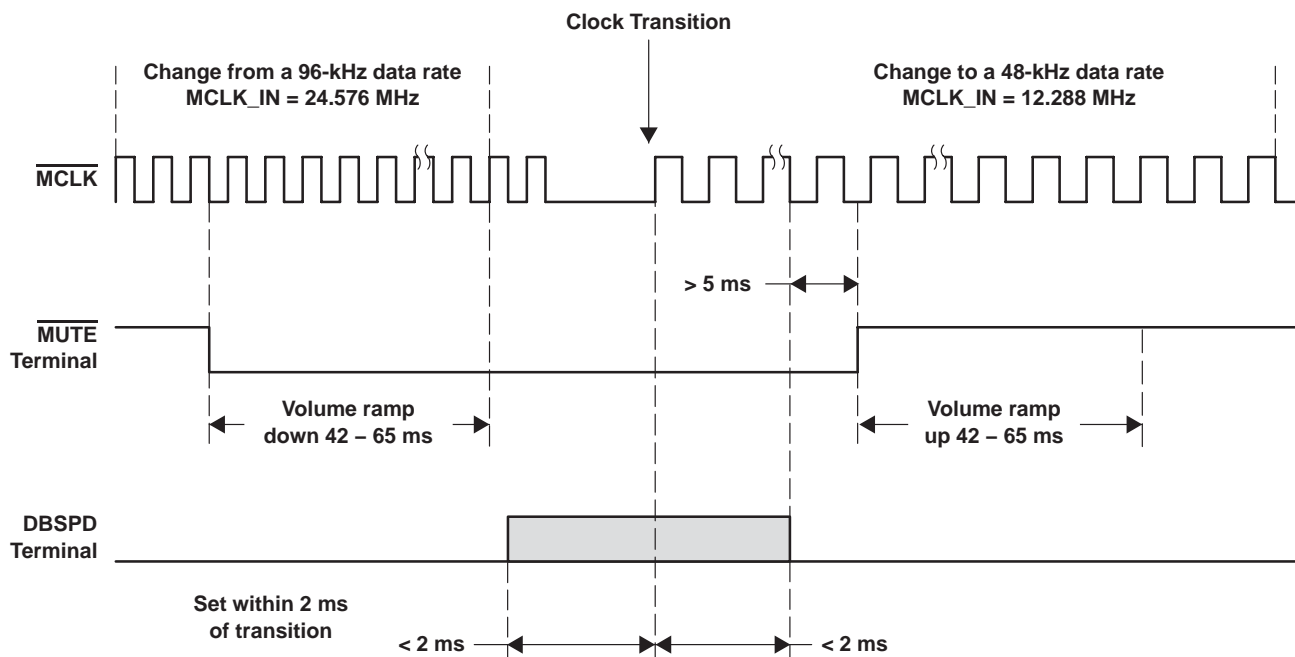 Clock Transition
Change from a 96-kHz data rate
MCLK_IN = 24.576 MHz
Change to a 48-kHz data rate
MCLK_IN = 12.288 MHz
MCLK
> 5 ms
MUTE
Terminal
Volume ramp
down 42 – 65 ms
Volume ramp
up 42 – 65 ms
DBSPD
Terminal
Set within 2 ms
of transition
< 2 ms
< 2 ms